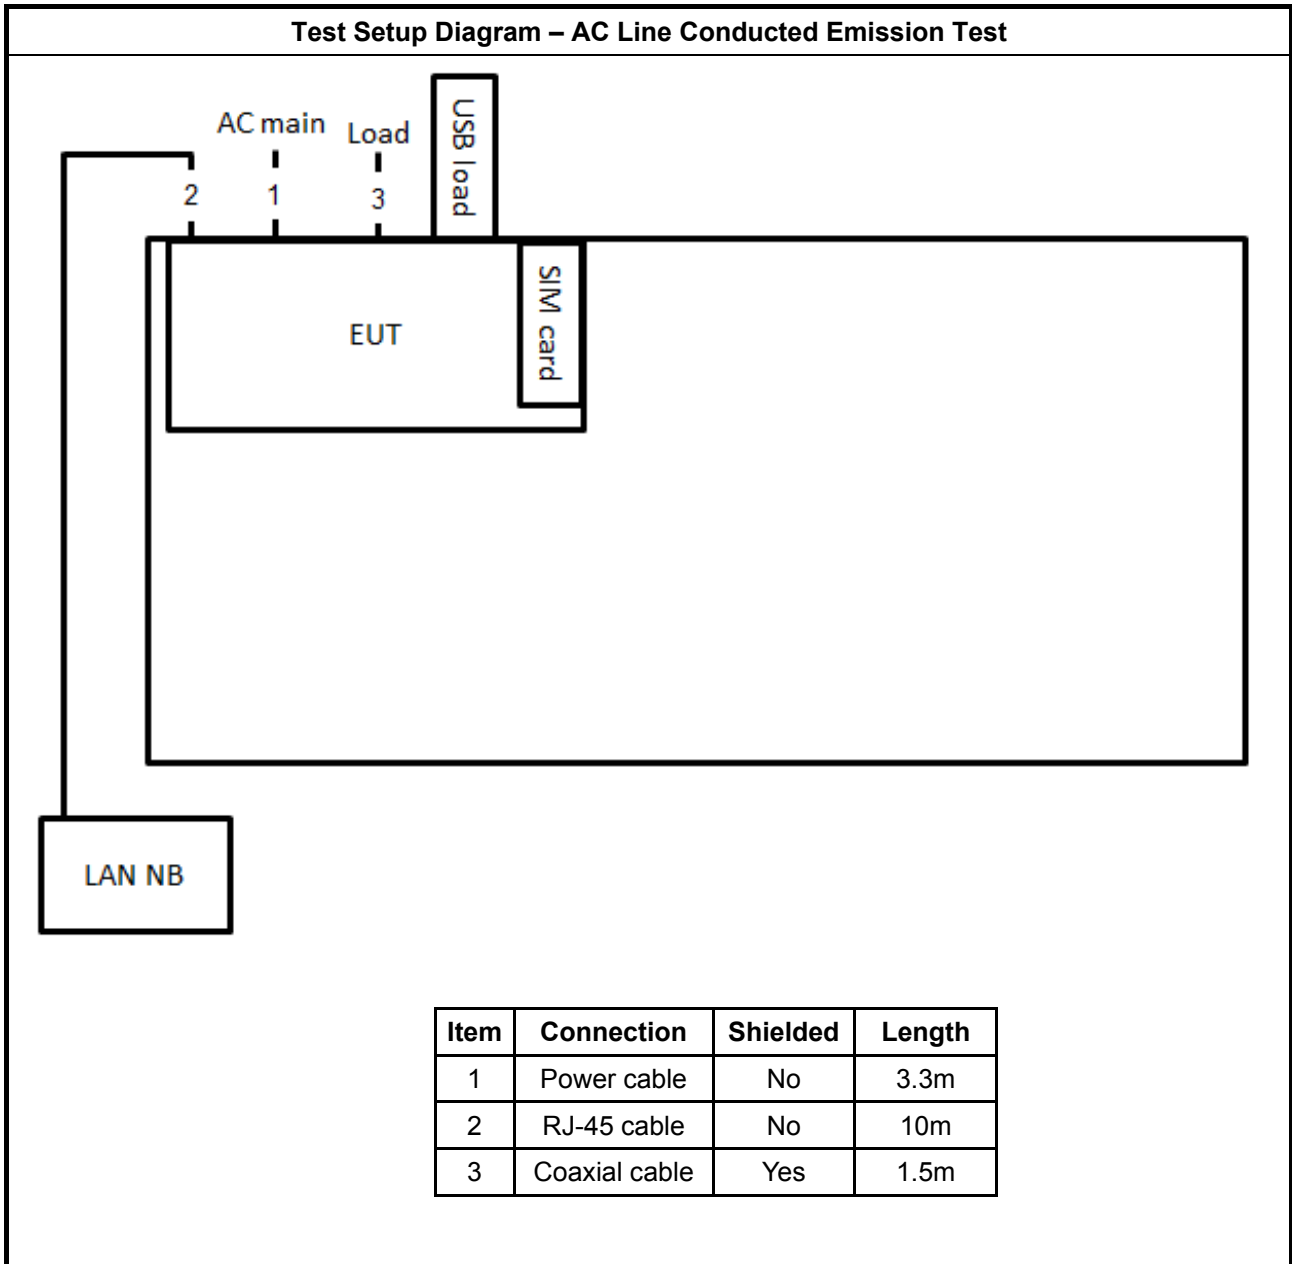 Test Setup Diagram – AC Line Conducted Emission Test
AC main
Load
USB load
2
1
3
EUT
SIM card
LAN NB
Item Connection Shielded Length
1 Power cable No 3.3m
2 RJ-45 cable No 10m
3 Coaxial cable Yes 1.5m